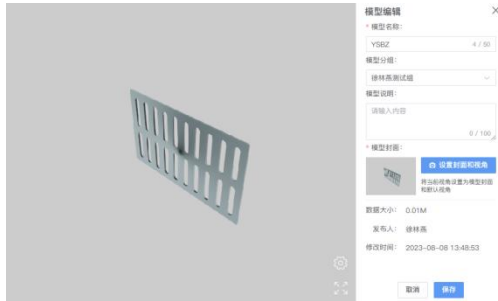 模型编辑
* 模型名称:
YSBZ 4 / 50
模型分组:
徐林燕测试组
模型说明:
请输入内容
0 / 100
* 模型封面:
设置封面和视角
将当前视角设置为模型封面
和默认视角
数据大小: 0.01M
发布人: 徐林燕
修改时间: 2023-08-08 13:48:53
取消 保存